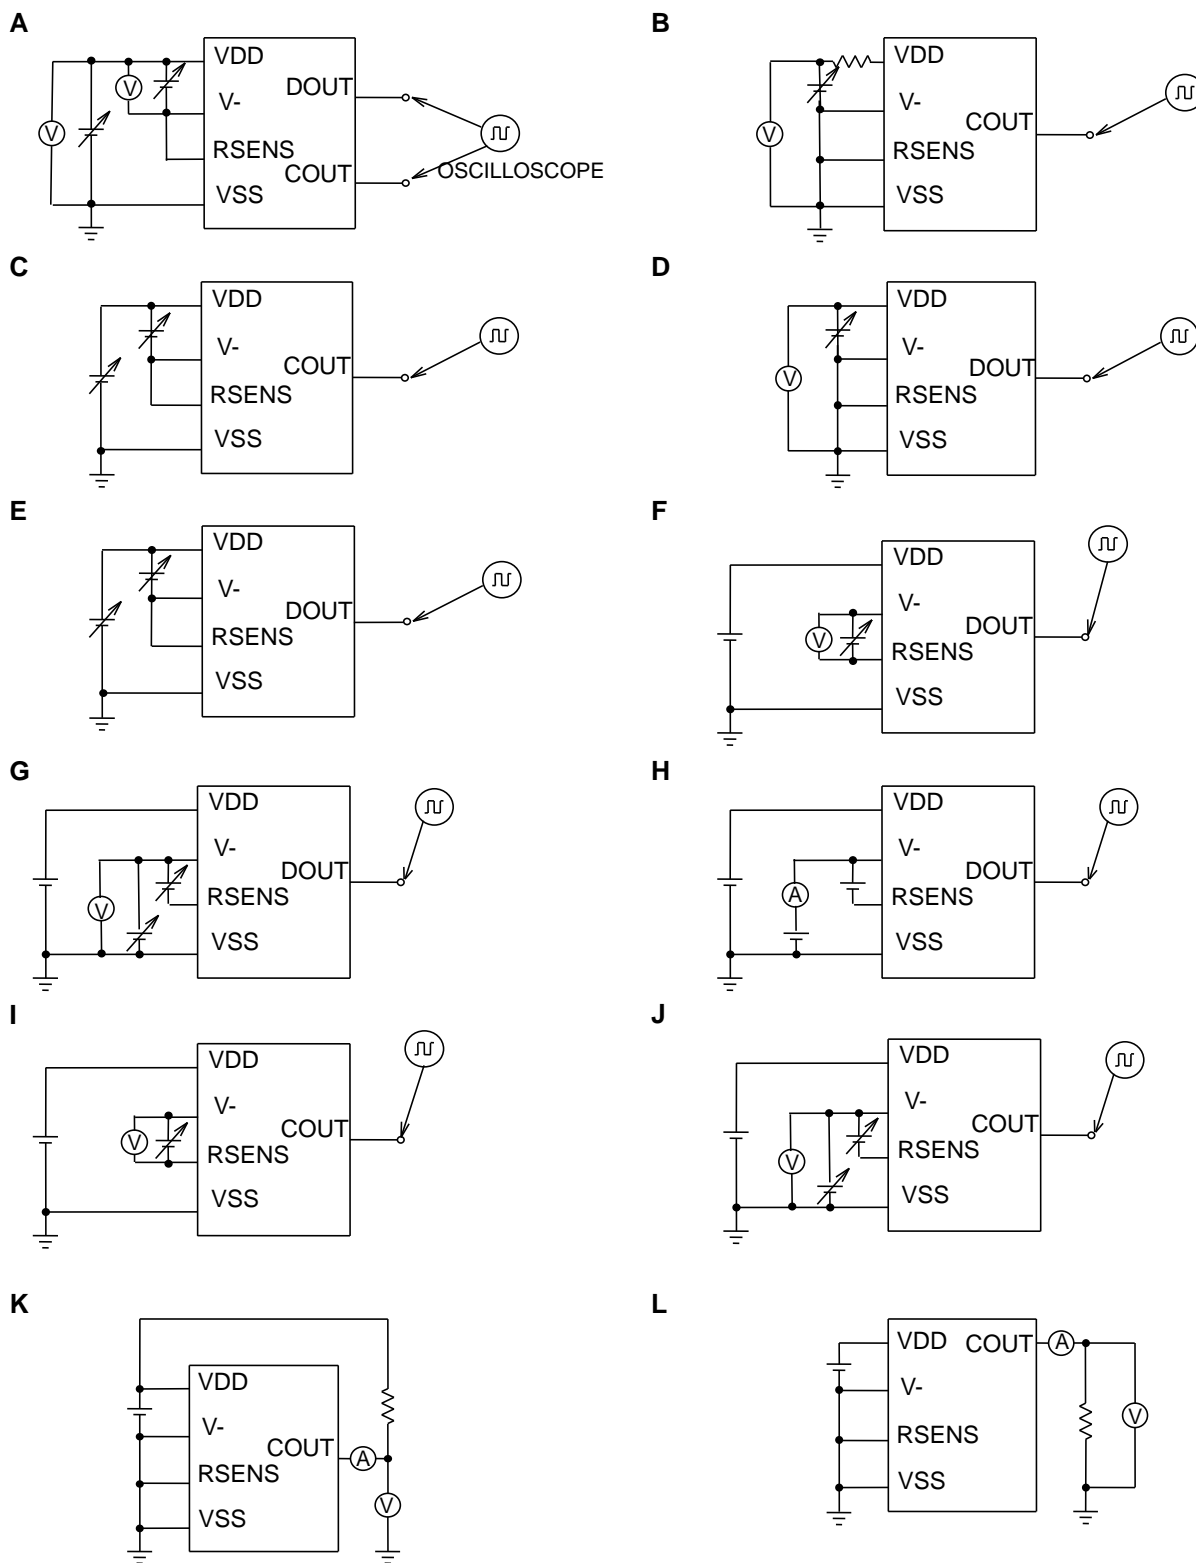 A
VDD
V
V
V-
DOUT
V
RSENS
COUT
OSCILLOSCOPE
VSS
B
VDD
V-
V
COUT
RSENS
VSS
C
VDD
V-
COUT
RSENS
VSS
D
VDD
V-
V
DOUT
RSENS
VSS
E
VDD
V-
DOUT
RSENS
VSS
F
VDD
V-
DOUT
V
RSENS
VSS
G
VDD
V-
DOUT
V
RSENS
VSS
H
VDD
V-
DOUT
A
RSENS
VSS
I
VDD
V-
COUT
V
RSENS
VSS
J
VDD
V-
COUT
V
RSENS
VSS
K
VDD
V-
COUT
A
RSENS
V
VSS
L
VDD
COUT
A
V-
V
RSENS
VSS